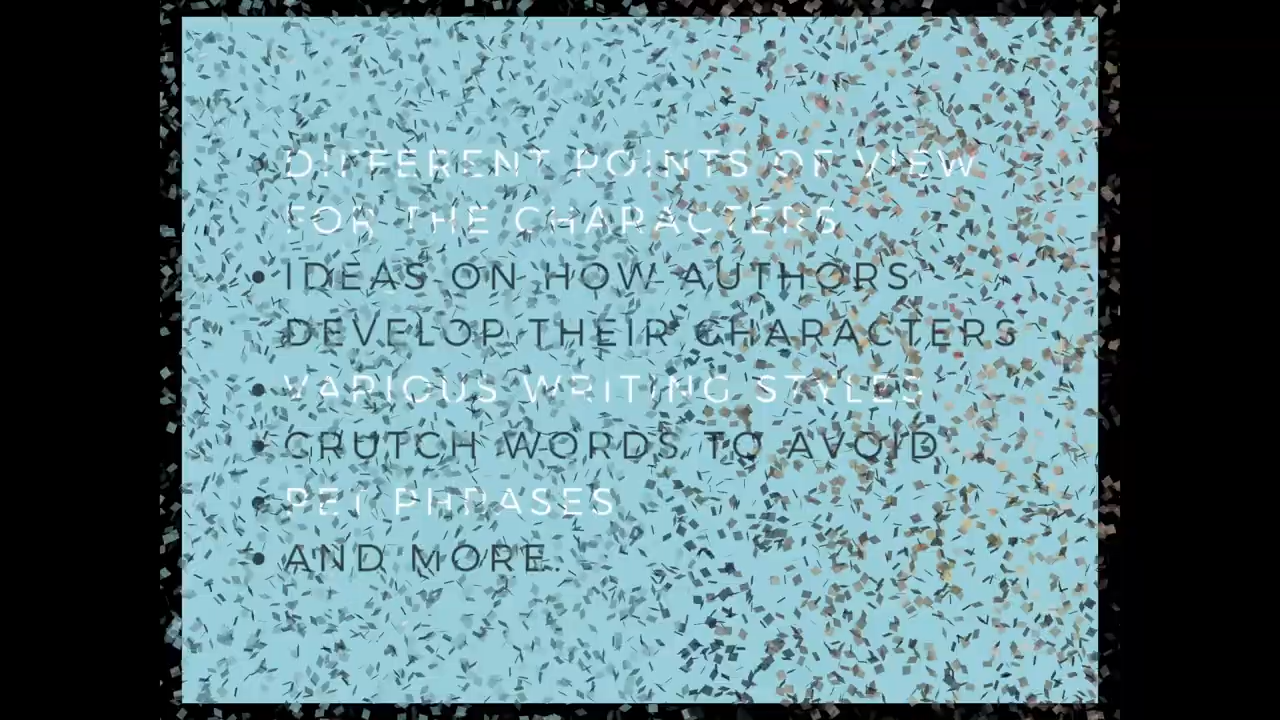 DIFFERENT POINTS OF VIEW
FOR THE CHARACTERS
• IDEAS ON HOW AUTHORS
DEVELOP THEIR CHARACTERS
• VARIOUS WRITING STYLES
• CRUTCH WORDS TO AVOID
• PET PHRASES
• AND MORE.